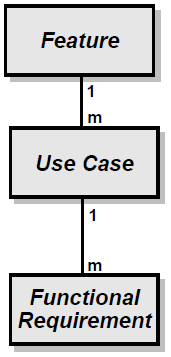 Feature
1
m
Use Case
1
m
Functional
Requirement